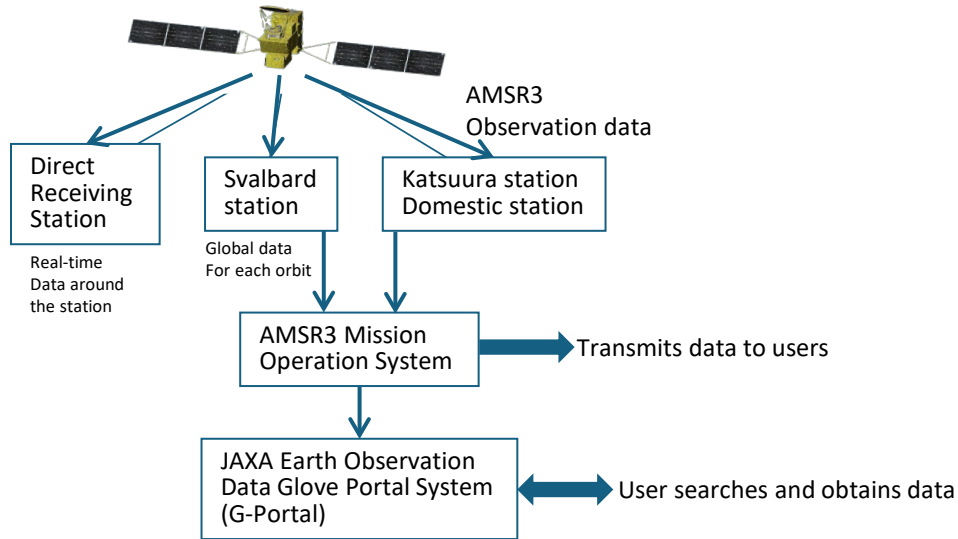 AMSR3
Observation data
Direct
Receiving
Station
Svalbard
station
Katsuura station
Domestic station
Real-time
Data around
the station
Global data
For each orbit
AMSR3 Mission
Operation System
Transmits data to users
JAXA Earth Observation
Data Glove Portal System
(G-Portal)
User searches and obtains data